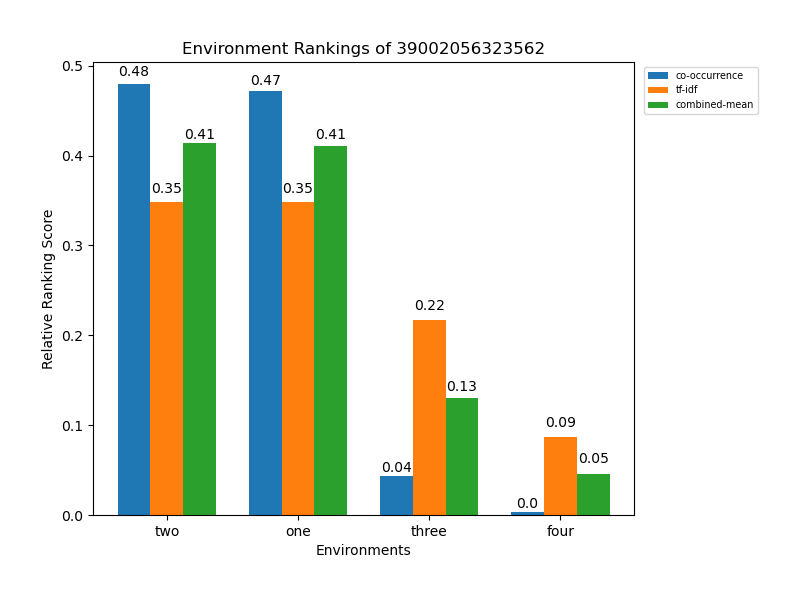 Environment Rankings of 39002056323562
co-occurrence
tf-idf
combined-mean
0.5
0.4
0.3
0.2
0.1
0.0
Relative Ranking Score
0.48
0.35
0.41
0.47
0.35
0.41
0.04
0.22
0.13
0.0
0.09
0.05
two one three four
Environments